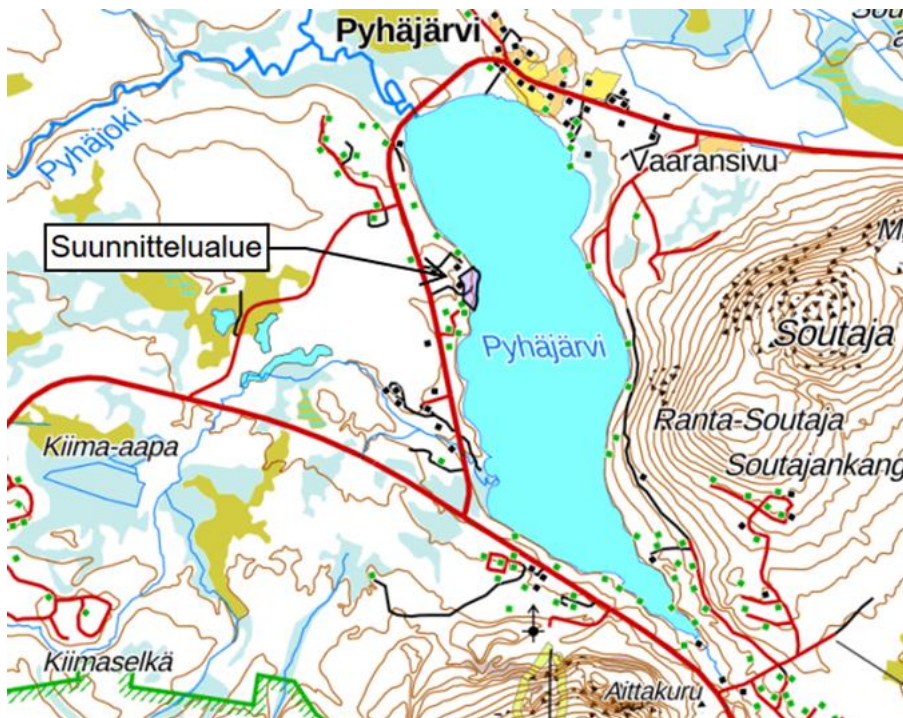 Pyhäjärvi
Pyhäjoki
Vaaransivu
Suunnittelualue
Soutaja
Pyhäjärvi
Ranta-Soutaja
Kiima-aapa
Soutajankang
Kiimaselkä
Aittakuru